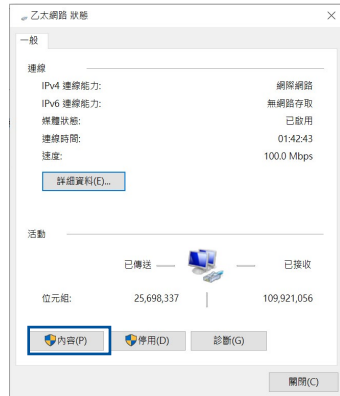 乙太網路 狀態
一般
連線
IPv4 連線能力: 網際網路
IPv6 連線能力: 無網路存取
媒體狀態: 已啟用
連線時間: 01:42:43
速度: 100.0 Mbps
詳細資料(E)...
活動
已傳送 已接收
位元組: 25,698,337 109,921,056
內容(P) 停用(D) 診斷(G)
關閉(C)